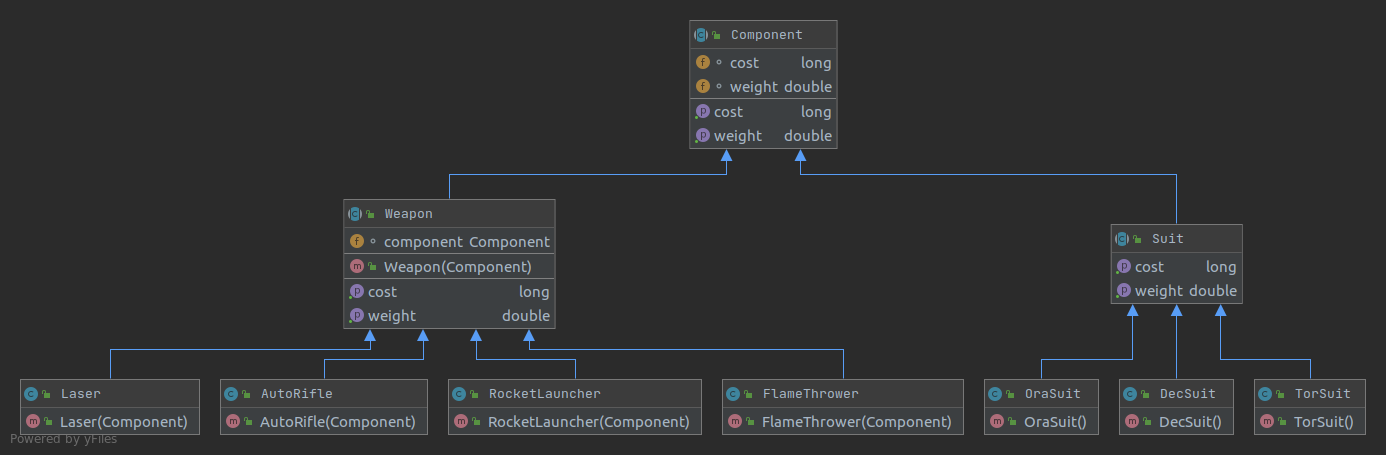 Component
cost long
weight double
cost long
weight double
Weapon
component Component
Weapon(Component)
cost long
weight double
Suit
cost long
weight double
Laser
Laser(Component)
AutoRifle
AutoRifle(Component)
RocketLauncher
RocketLauncher(Component)
FlameThrower
FlameThrower(Component)
OraSuit
OraSuit()
DecSuit
DecSuit()
TorSuit
TorSuit()
Powered by yFiles